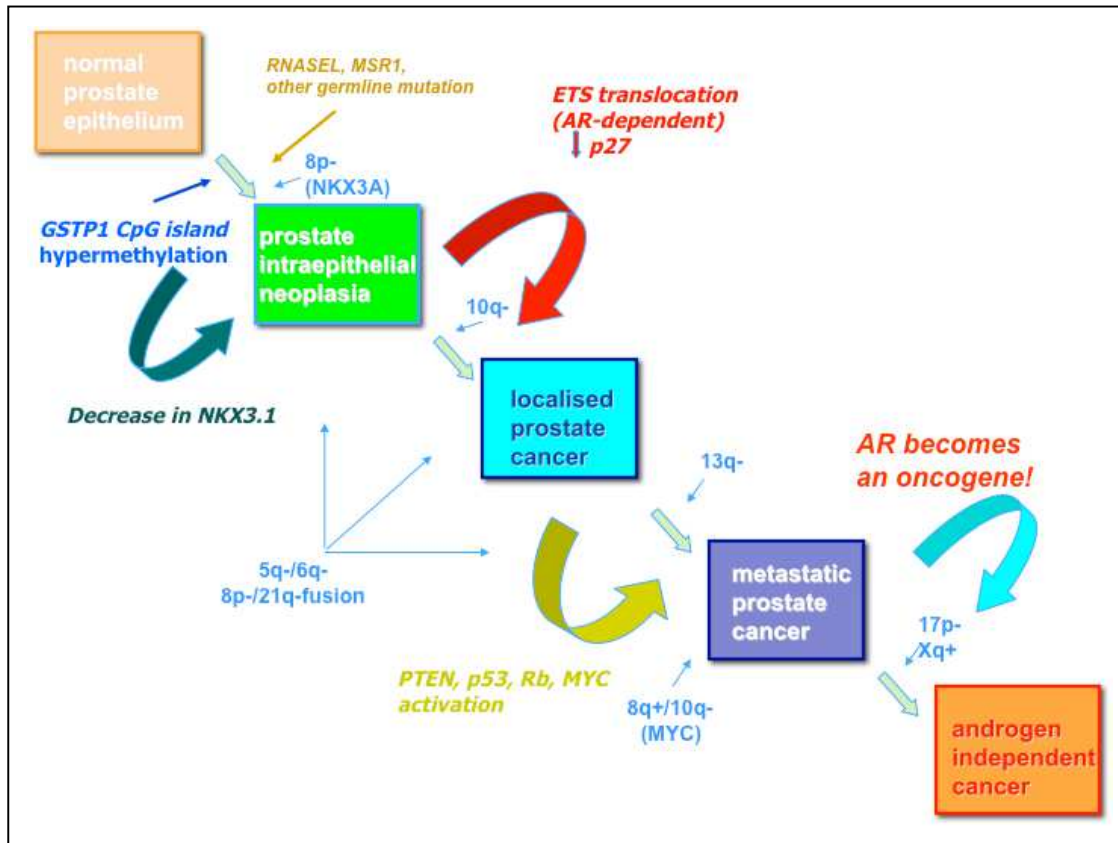 normal
prostate
epithelium
RNASEL, MSR1,
other germline mutation
ETS translocation
(AR-dependent)
p27
8p-
(NKX3A)
GSTP1 CpG island
hypermethylation
prostate
intraepithelial
neoplasia
10q-
Decrease in NKX3.1
localised
prostate
cancer
13q-
AR becomes
an oncogene!
5q-/6q-
8p-/21q-fusion
metastatic
prostate
cancer
17p-
Xq+
PTEN, p53, Rb, MYC
activation
8q+/10q-
(MYC)
androgen
independent
cancer